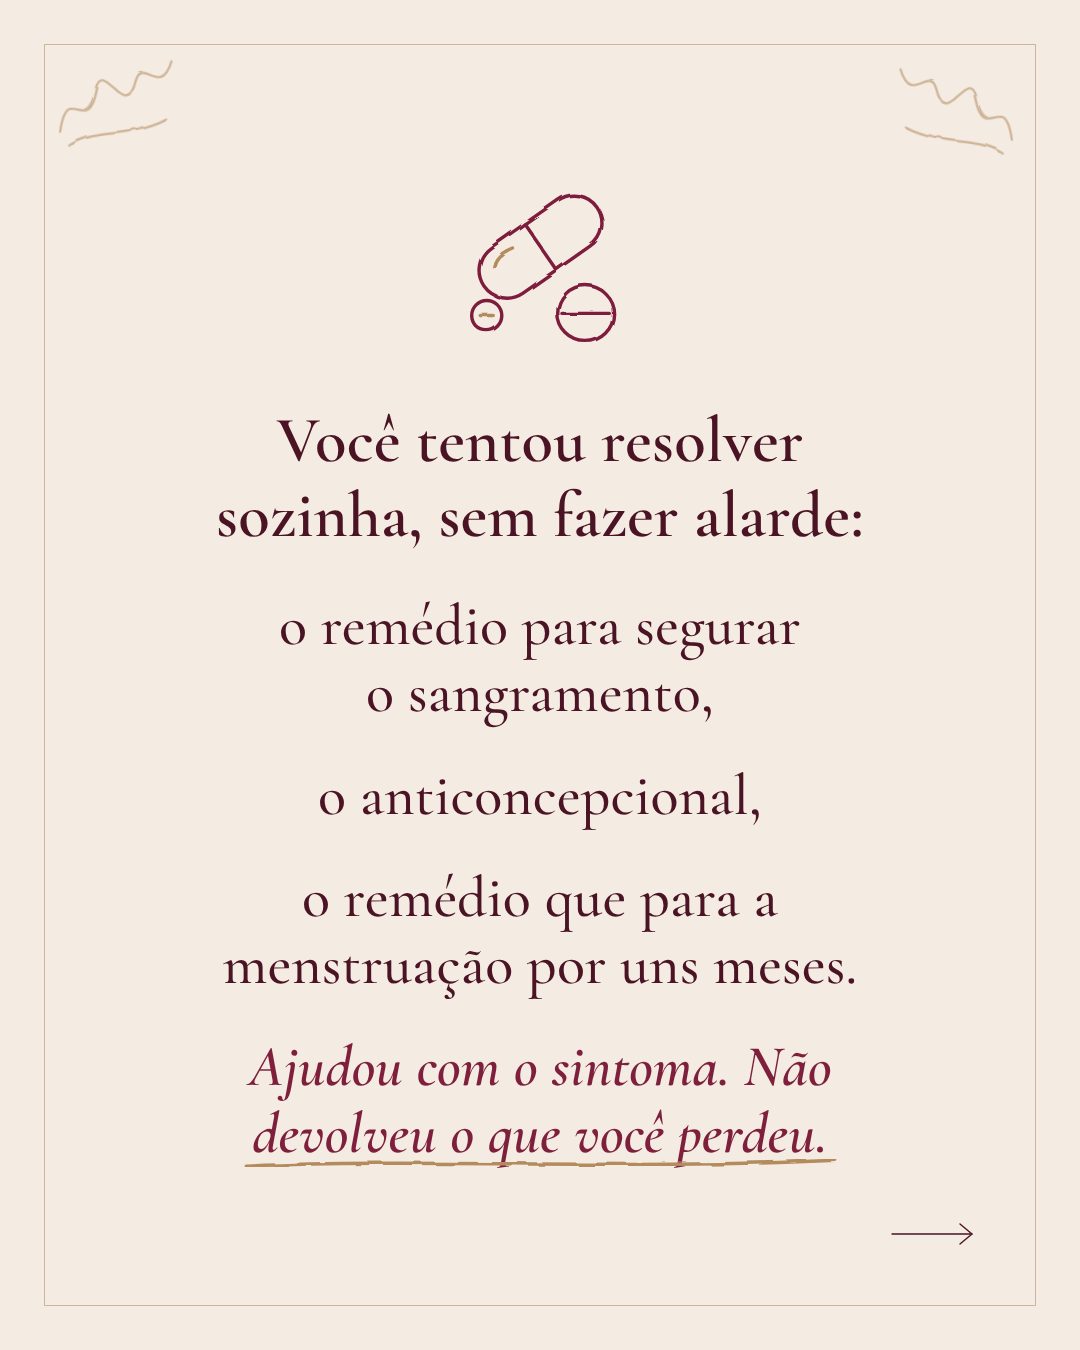 Você tentou resolver
sozinha, sem fazer alarde:
o remédio para segurar
o sangramento,
o anticoncepcional,
o remédio que para a
menstruação por uns meses.
Ajudou com o sintoma. Não
devolveu o que você perdeu.